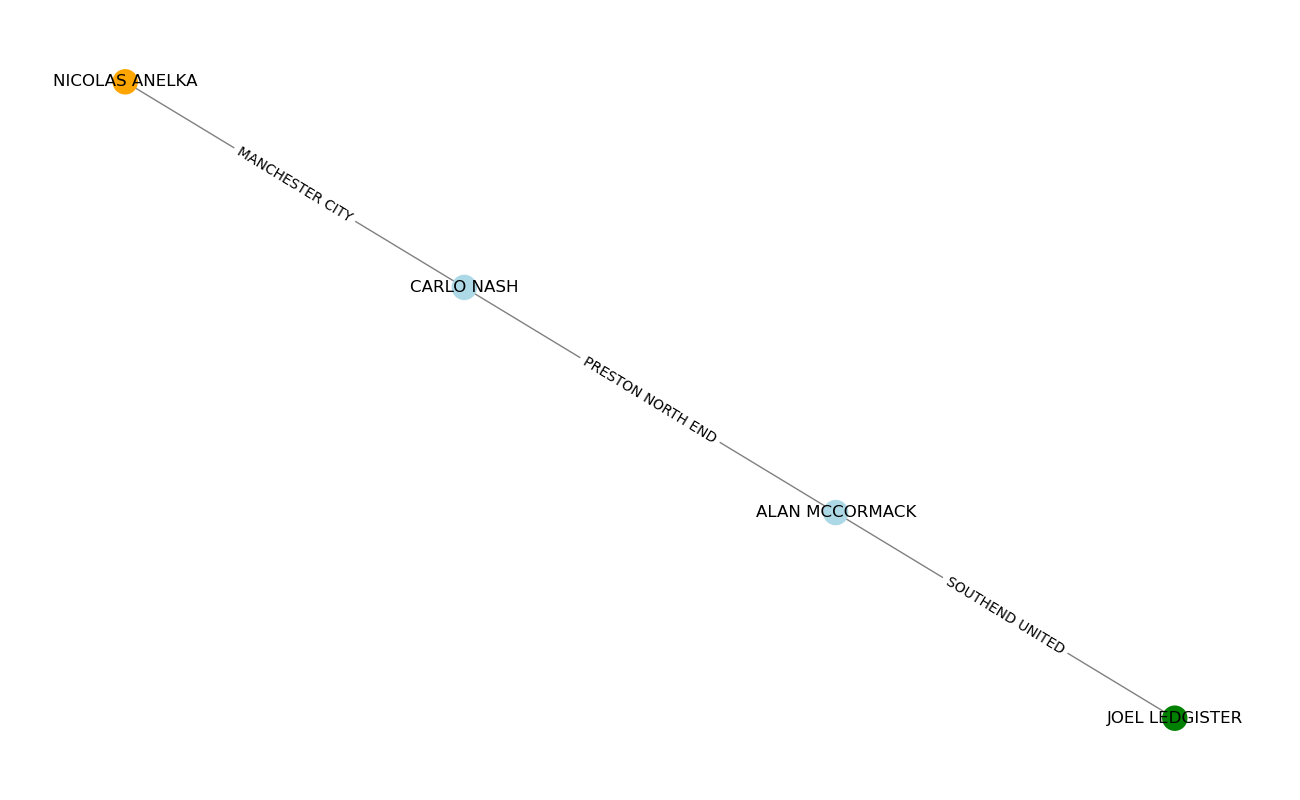 NICOLAS ANELKA
MANCHESTER CITY
CARLO NASH
PRESTON NORTH END
ALAN MCCORMACK
SOUTHEND UNITED
JOEL LEDGISTER